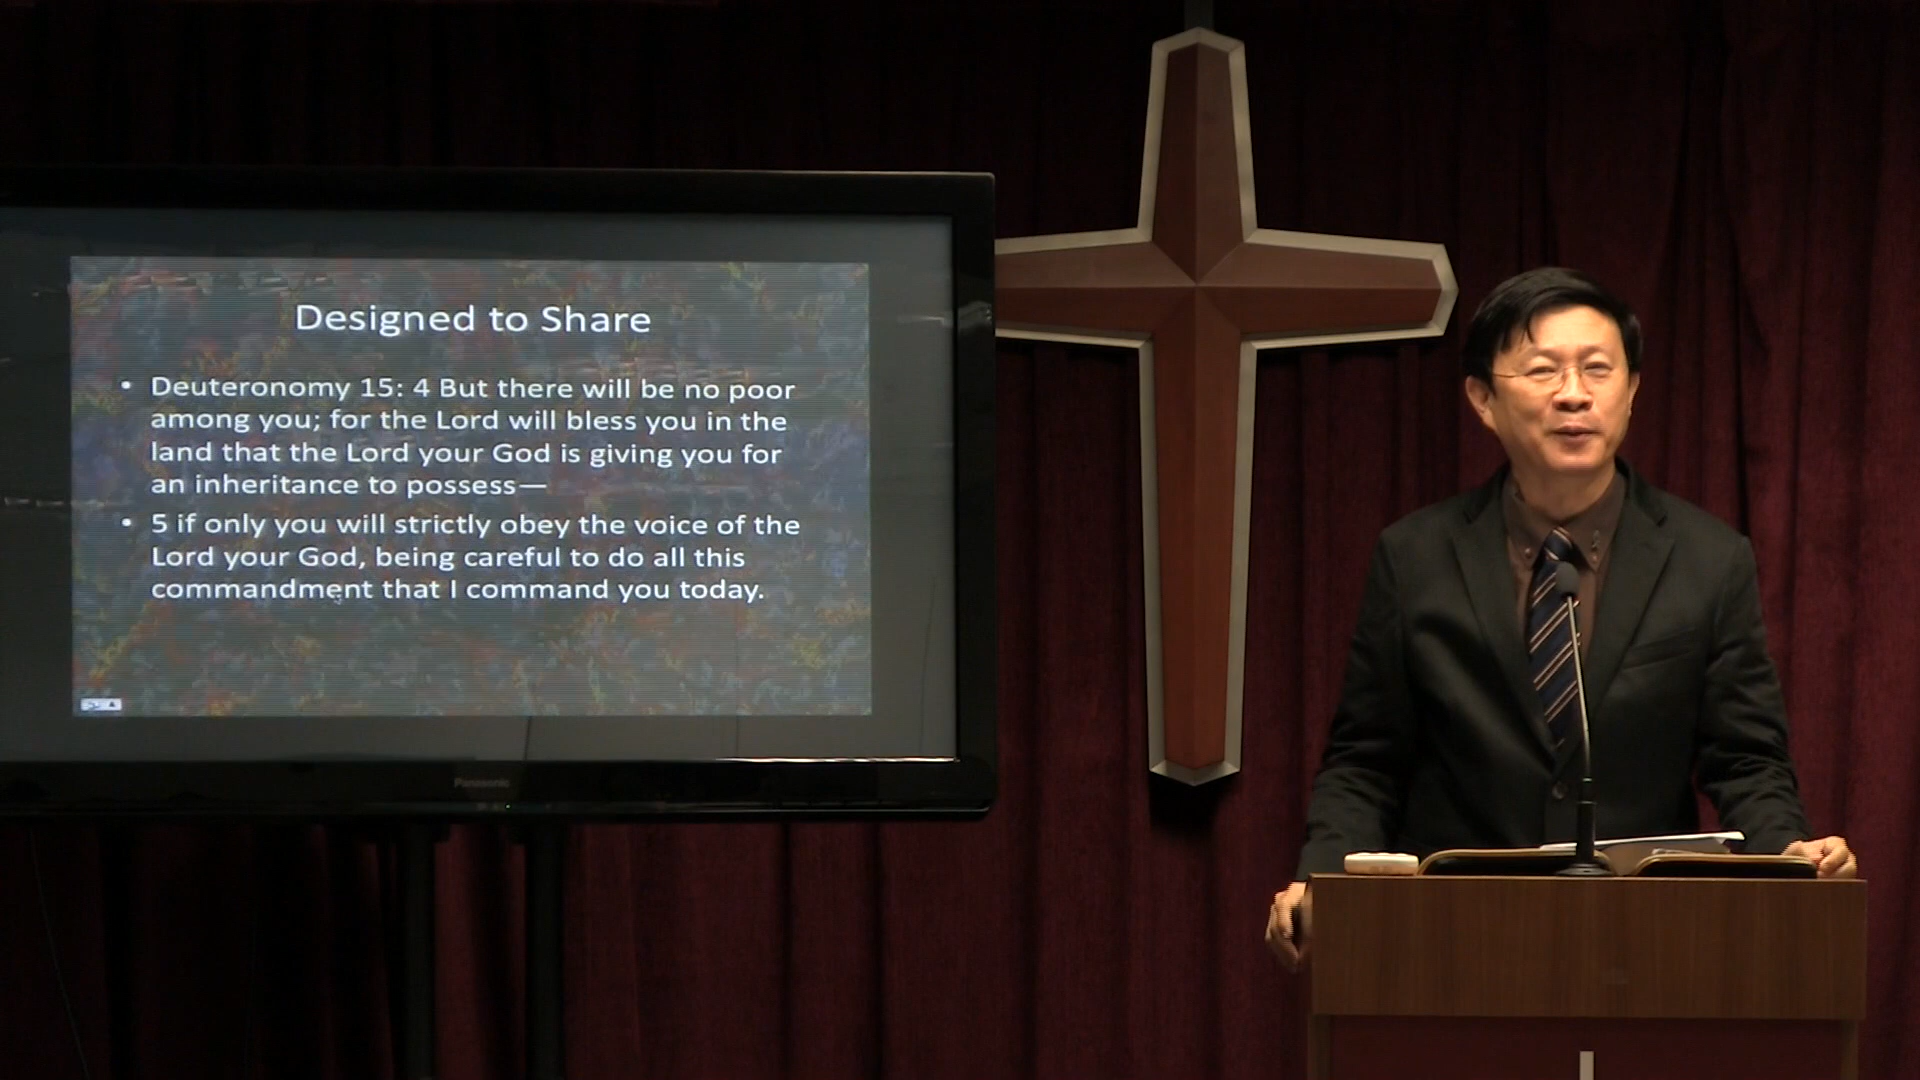 Designed to Share
• Deuteronomy 15: 4 But there will be no poor
among you; for the Lord will bless you in the
land that the Lord your God is giving you for
an inheritance to possess—
• 5 if only you will strictly obey the voice of the
Lord your God, being careful to do all this
commandment that I command you today.
Panasonic